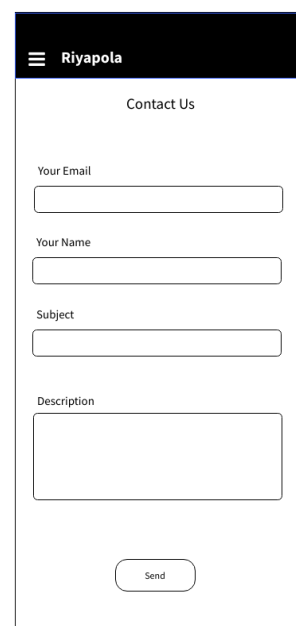 Riyapola
Contact Us
Your Email
Your Name
Subject
Description
Send